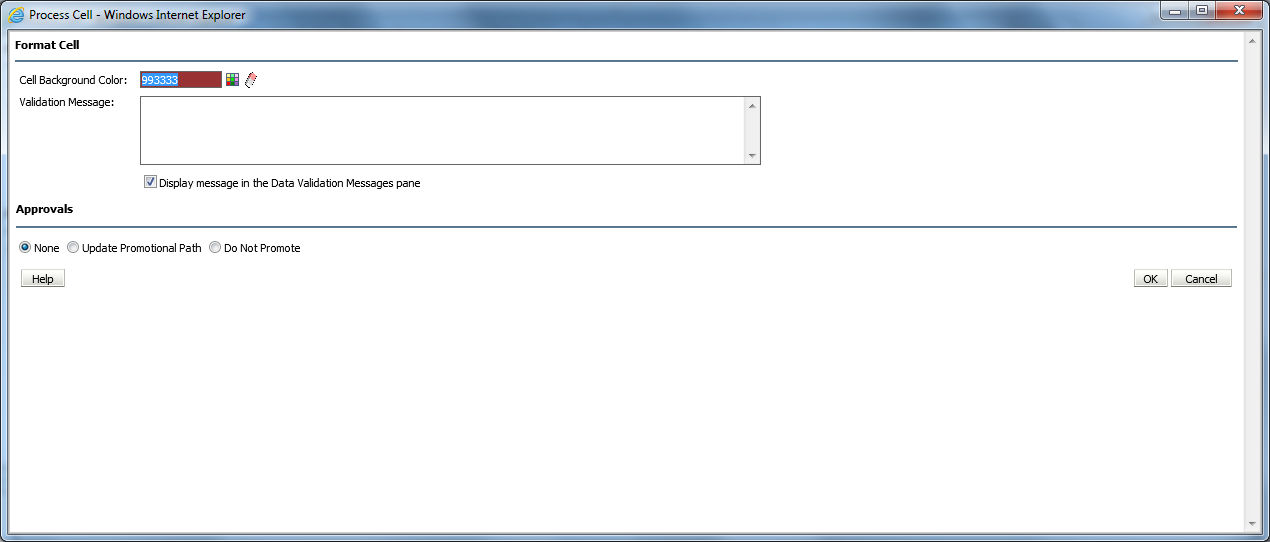 Process Cell - Windows Internet Explorer
Format Cell
Cell Background Color: 993333
Validation Message:
Display message in the Data Validation Messages pane
Approvals
None Update Promotional Path Do Not Promote
Help OK Cancel